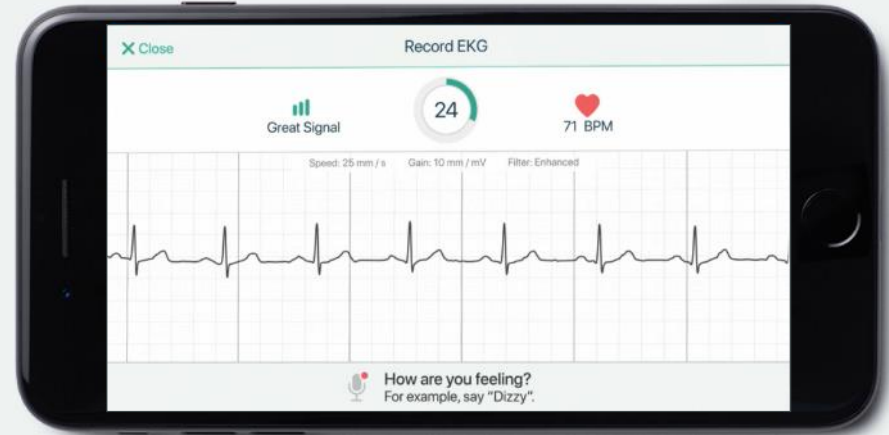 Close
Record EKG
Great Signal
24
71 BPM
Speed: 25 mm / s Gain: 10 mm / mV Filter: Enhanced
How are you feeling?
For example, say "Dizzy".